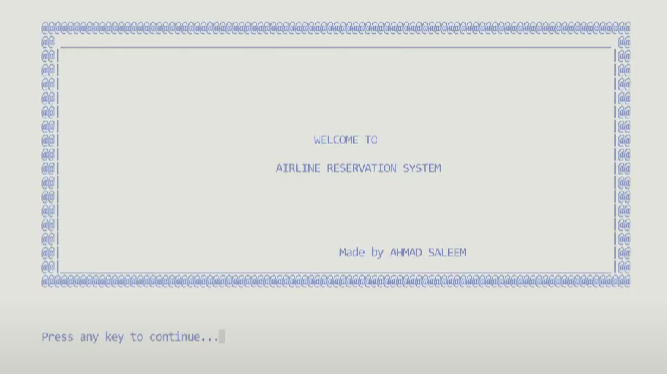 WELCOME TO
AIRLINE RESERVATION SYSTEM
Made by AHMAD SALEEM
Press any key to continue...